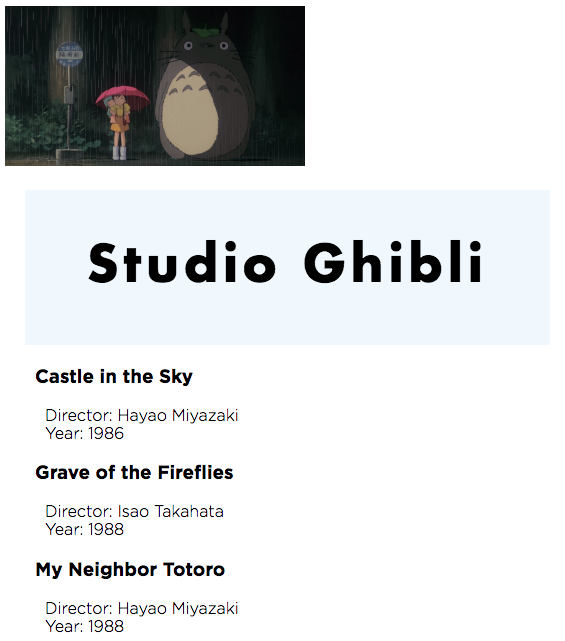 Studio Ghibli
Castle in the Sky
Director: Hayao Miyazaki
Year: 1986
Grave of the Fireflies
Director: Isao Takahata
Year: 1988
My Neighbor Totoro
Director: Hayao Miyazaki
Year: 1988